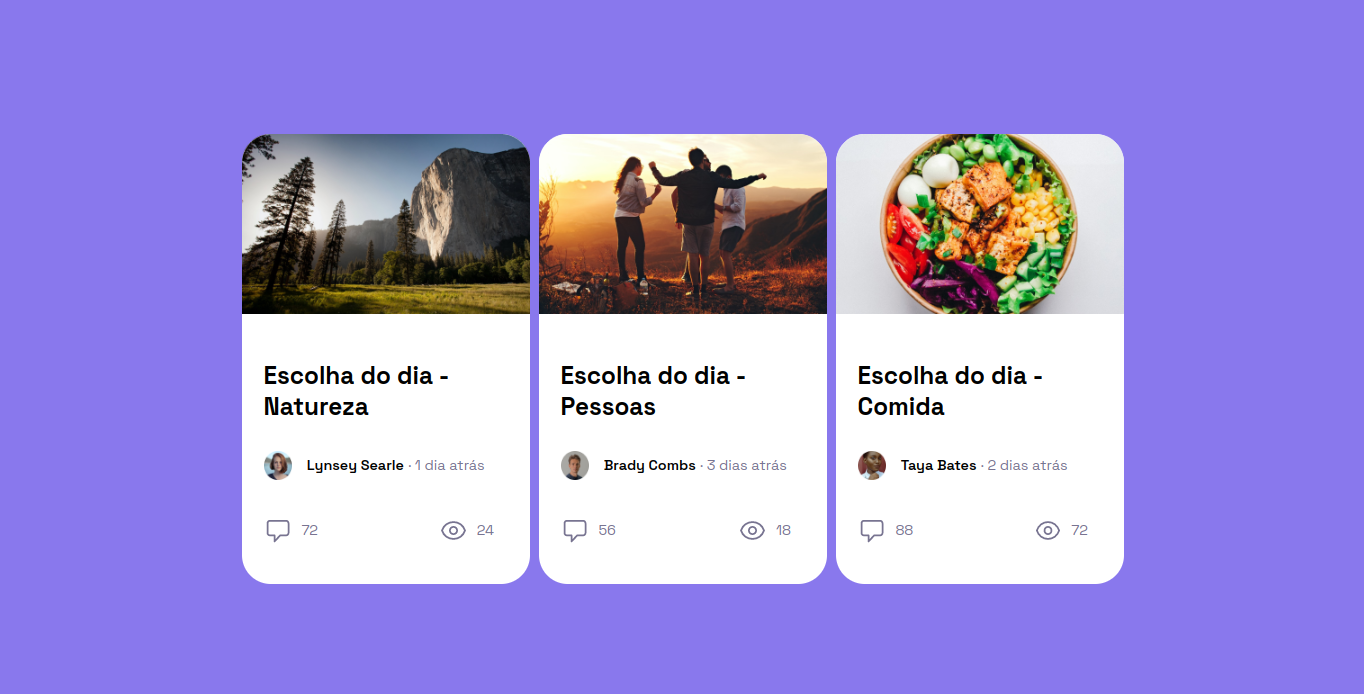 Escolha do dia -
Natureza
Lynsey Searle · 1 dia atrás
72
24
Escolha do dia -
Pessoas
Brady Combs · 3 dias atrás
56
18
Escolha do dia -
Comida
Taya Bates · 2 dias atrás
88
72